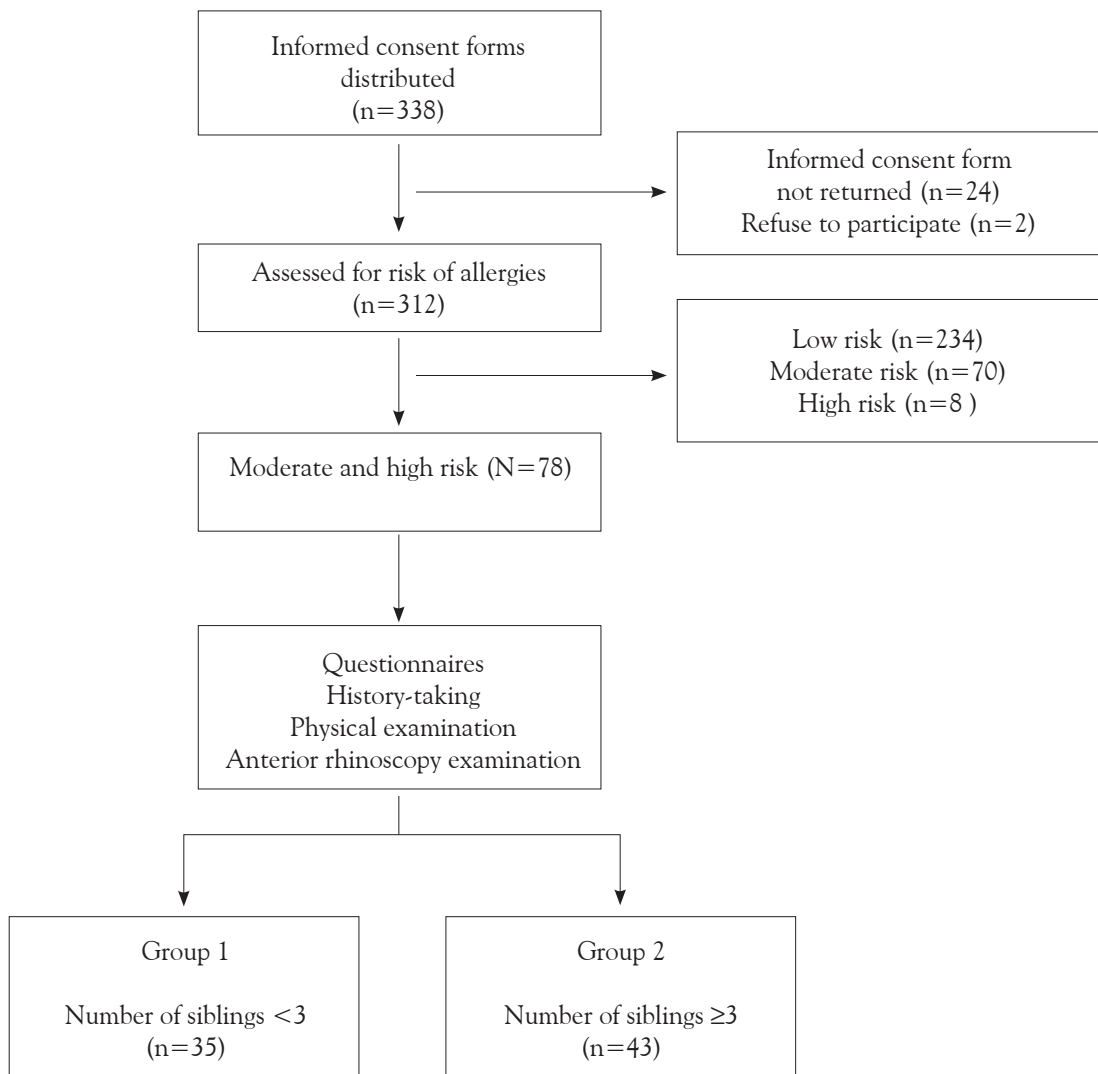 Informed consent forms
distributed
(n=338)
Informed consent form
not returned (n=24)
Refuse to participate (n=2)
Assessed for risk of allergies
(n=312)
Low risk (n=234)
Moderate risk (n=70)
High risk (n=8 )
Moderate and high risk (N=78)
Questionnaires
History-taking
Physical examination
Anterior rhinoscopy examination
Group 1
Number of siblings <3
(n=35)
Group 2
Number of siblings ≥3
(n=43)